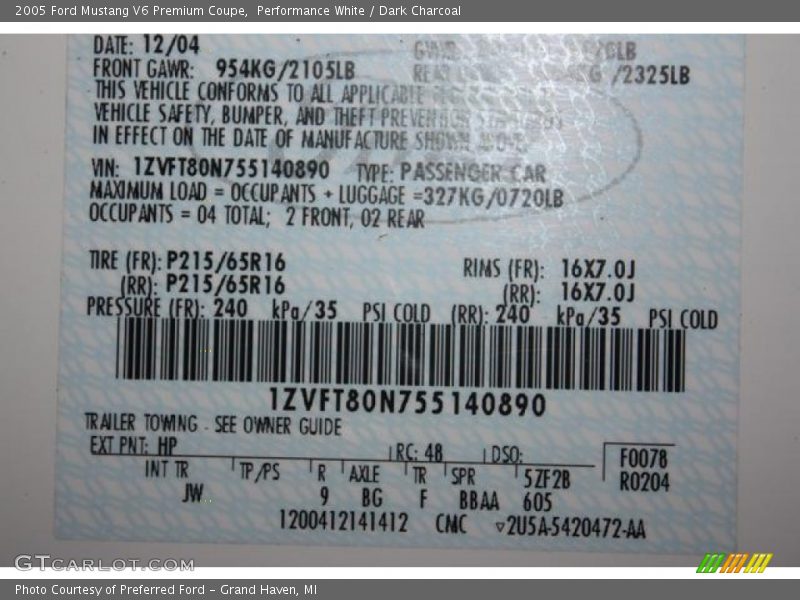 2005 Ford Mustang V6 Premium Coupe,  Performance White / Dark Charcoal
DATE: 12/04
FRONT GAWR: 954KG/2105LB /2325LB
THIS VEHICLE CONFORMS TO ALL APPLICABLE
VEHICLE SAFETY, BUMPER, AND THEFT PREVENTION STANDARDS
IN EFFECT ON THE DATE OF MANUFACTURE SHOWN ABOVE.
VIN: 1ZVFT80N755140890 TYPE: PASSENGER CAR
MAXIMUM LOAD = OCCUPANTS + LUGGAGE =327KG/0720LB
OCCUPANTS = 04 TOTAL; 2 FRONT, 02 REAR
TIRE (FR): P215/65R16 RIMS (FR): 16X7.0J
(RR): P215/65R16 (RR): 16X7.0J
PRESSURE (FR): 240 kPa/35 PSI COLD (RR): 240 kPa/35 PSI COLD
1ZVFT80N755140890
TRAILER TOWING - SEE OWNER GUIDE
EXT PNT: HP RC: 48 DSO: F0078
INT TR TP/PS R AXLE TR SPR 5ZF2B R0204
JW 9 BG F BBAA 605
1200412141412 CMC ▿2U5A-5420472-AA
GTCARLOT.COM
Photo Courtesy of Preferred Ford – Grand Haven, MI